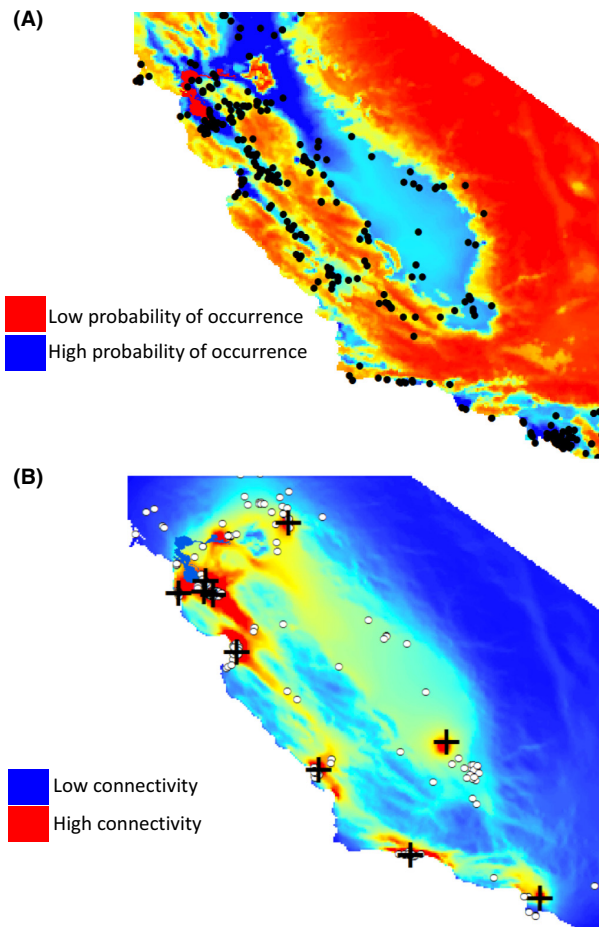 (A)
Low probability of occurrence
High probability of occurrence
(B)
Low connectivity
High connectivity